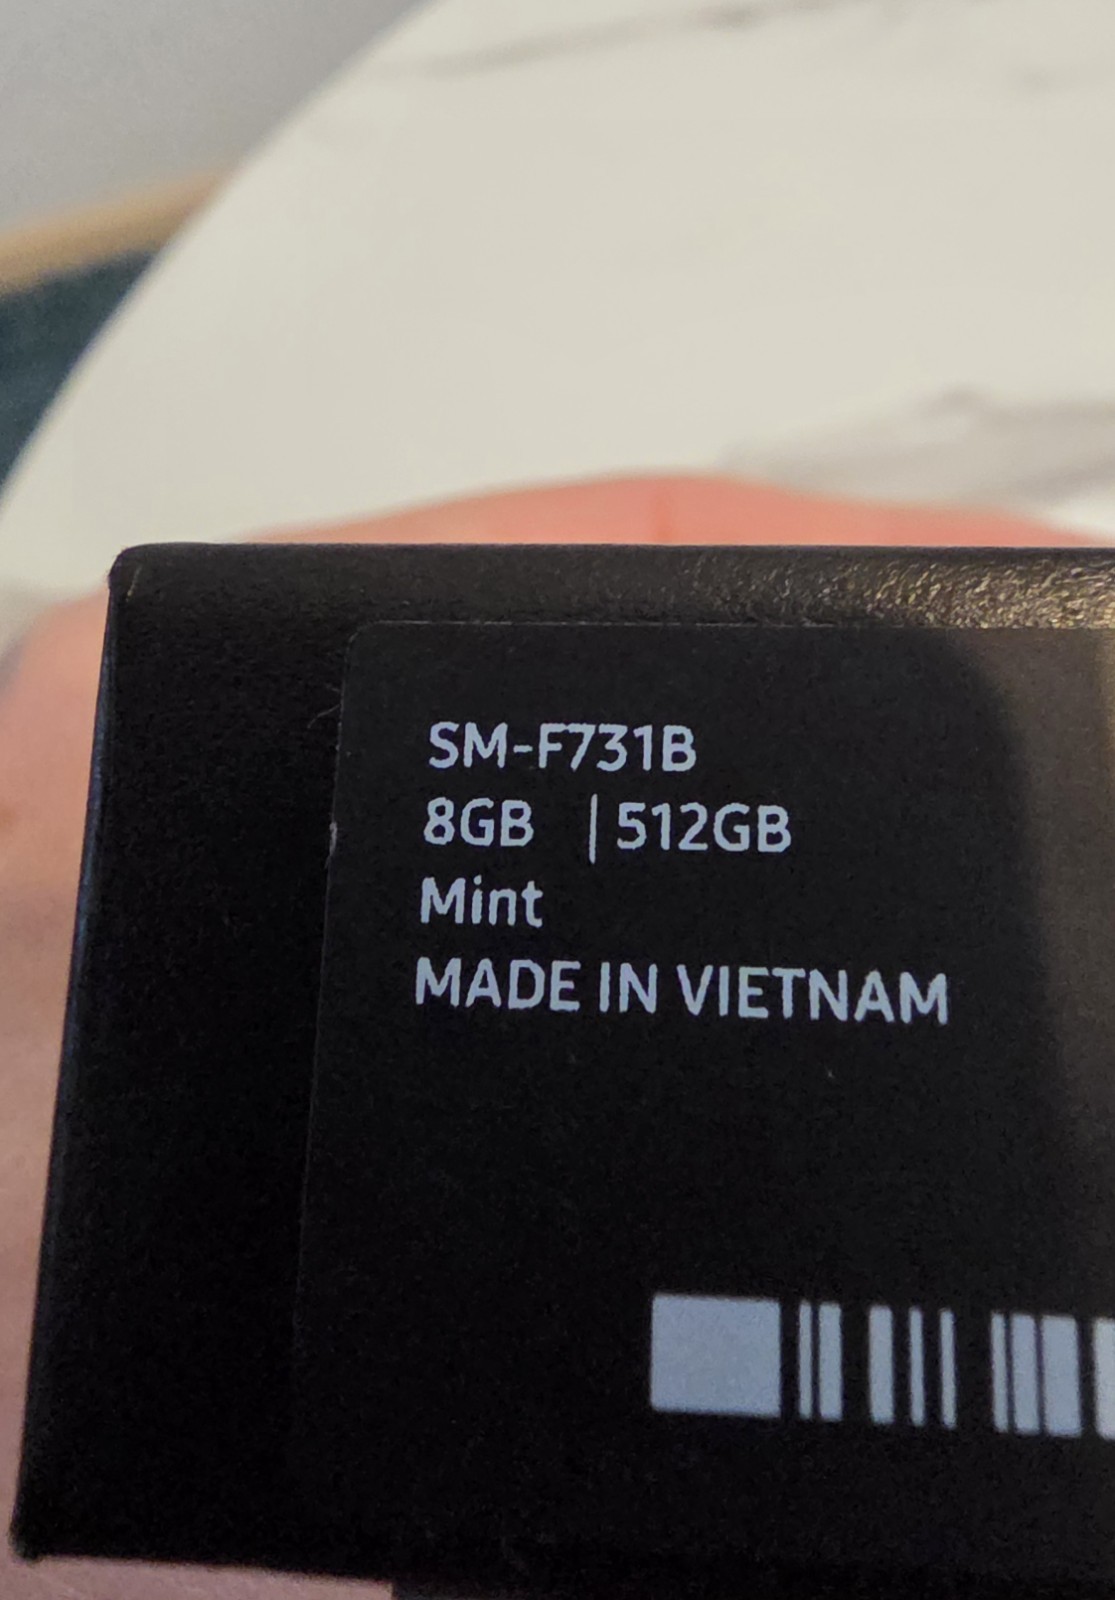 SM-F731B
8GB | 512GB
Mint
MADE IN VIETNAM